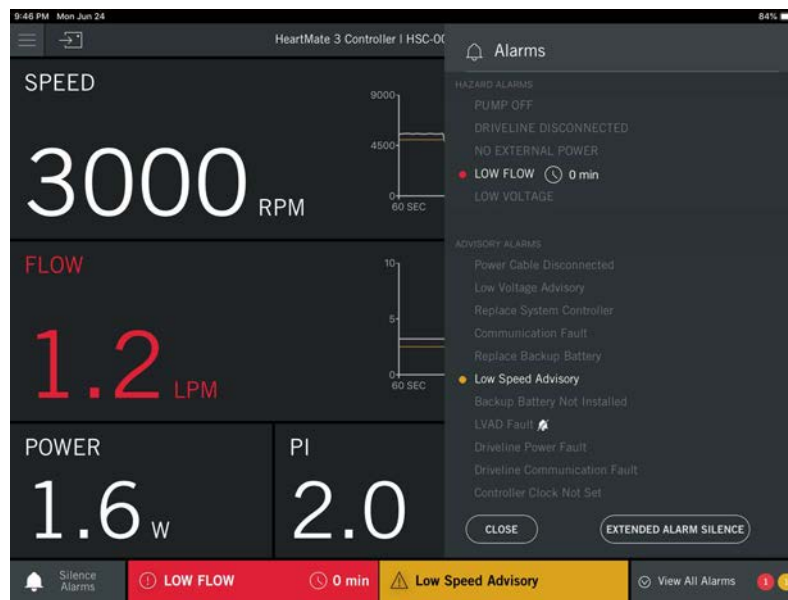 9:46 PM Mon Jun 24
84%
HeartMate 3 Controller | HSC-00
SPEED
3000 RPM
9000
4500
0
60 SEC
FLOW
1.2 LPM
10
5
0
60 SEC
POWER
1.6 W
PI
2.0
Alarms
HAZARD ALARMS
PUMP OFF
DRIVELINE DISCONNECTED
NO EXTERNAL POWER
LOW FLOW 0 min
LOW VOLTAGE
ADVISORY ALARMS
Power Cable Disconnected
Low Voltage Advisory
Replace System Controller
Communication Fault
Replace Backup Battery
Low Speed Advisory
Backup Battery Not Installed
LVAD Fault
Driveline Power Fault
Driveline Communication Fault
Controller Clock Not Set
CLOSE
EXTENDED ALARM SILENCE
Silence
Alarms
LOW FLOW 0 min
Low Speed Advisory
View All Alarms 1